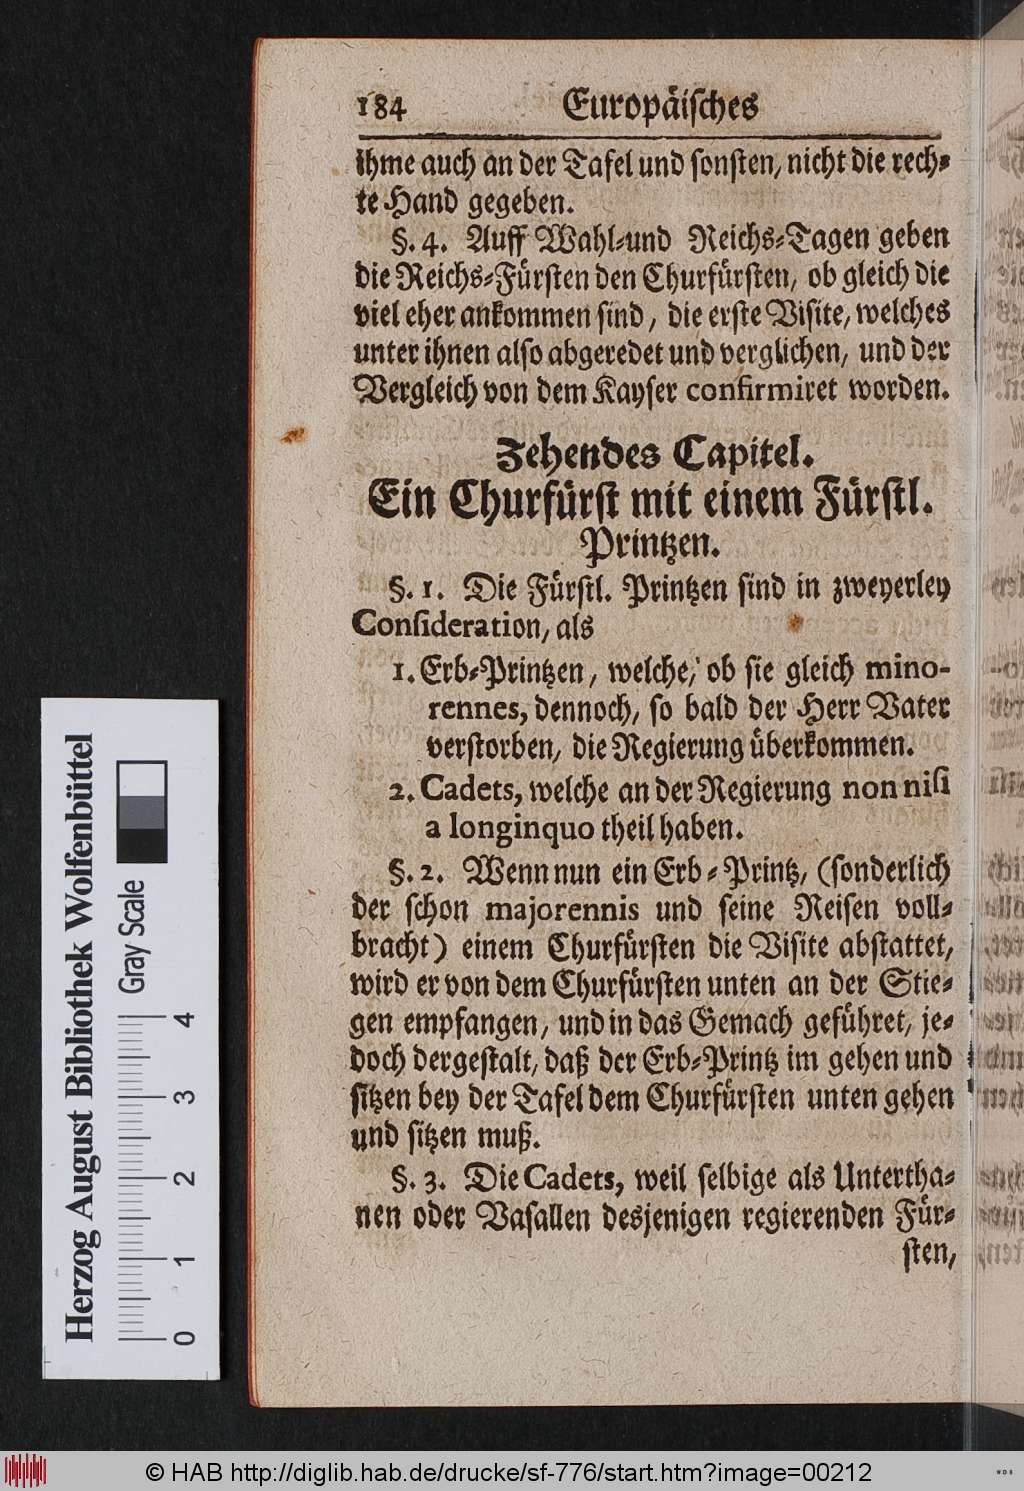 184 Europäisches
ihme auch an der Tafel und sonsten, nicht die rech⸗
te Hand gegeben.
§. 4. Auff Wahl⸗und Reichs⸗Tagen geben
die Reichs⸗Fürsten den Churfürsten, ob gleich die
viel eher ankommen sind, die erste Visite, welches
unter ihnen also abgeredet und verglichen, und der
Vergleich von dem Kayser confirmiret worden.
Zehendes Capitel.
Ein Churfürst mit einem Fürstl.
Printzen.
§. 1. Die Fürstl. Printzen sind in zweyerley
Consideration, als
1. Erb⸗Printzen, welche, ob sie gleich mino-
rennes, dennoch, so bald der Herr Vater
verstorben, die Regierung überkommen.
2. Cadets, welche an der Regierung non nisi
a longinquo theil haben.
§. 2. Wenn nun ein Erb⸗Printz, (sonderlich
der schon majorennis und seine Reisen voll⸗
bracht) einem Churfürsten die Visite abstattet,
wird er von dem Churfürsten unten an der Stie⸗
gen empfangen, und in das Gemach geführet, je⸗
doch dergestalt, daß der Erb⸗Printz im gehen und
sitzen bey der Tafel dem Churfürsten unten gehen
und sitzen muß.
§. 3. Die Cadets, weil selbige als Untertha⸗
nen oder Vasallen desjenigen regierenden Für⸗
sten,
Herzog August Bibliothek Wolfenbüttel
Gray Scale
0 1 2 3 4
© HAB http://diglib.hab.de/drucke/sf-776/start.htm?image=00212